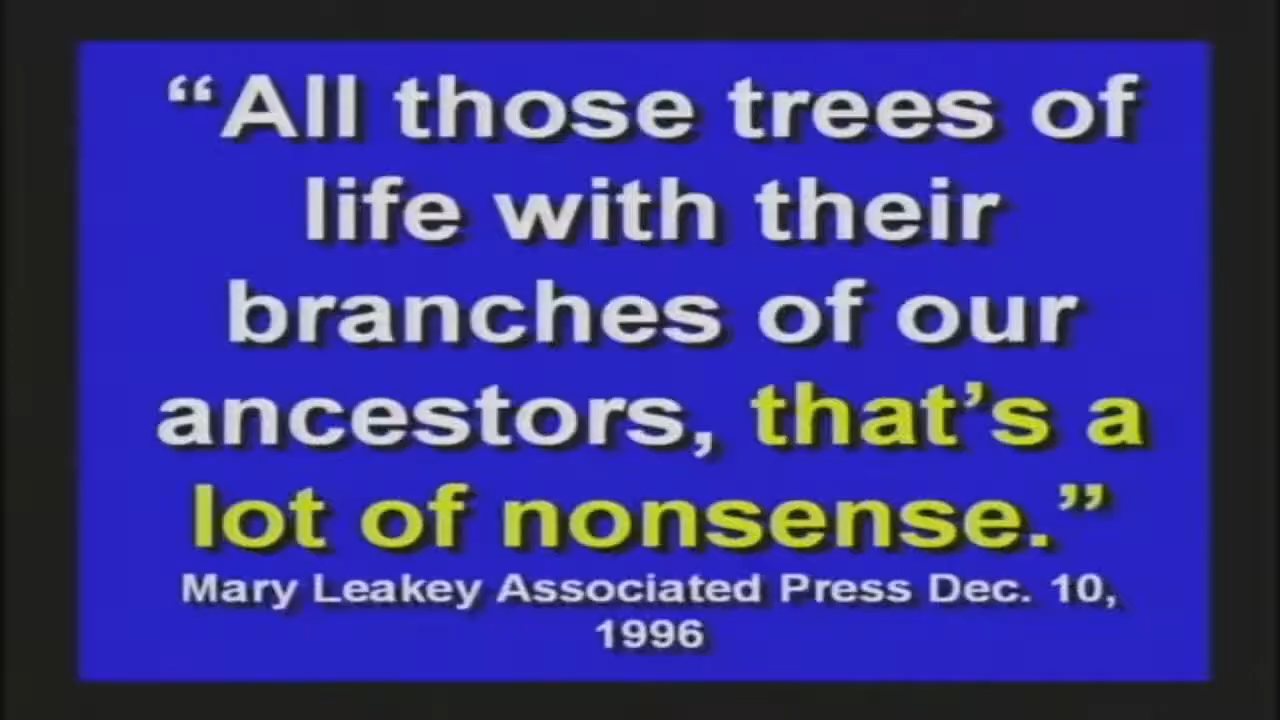 “All those trees of
life with their
branches of our
ancestors, that’s a
lot of nonsense.”
Mary Leakey Associated Press Dec. 10,
1996